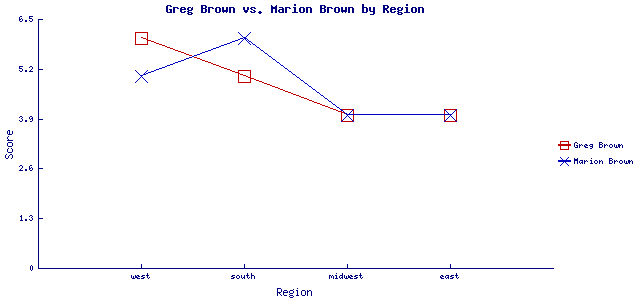 Greg Brown vs. Marion Brown by Region
6.5
5.2
3.9
2.6
1.3
0
Score
west south midwest east
Region
Greg Brown
Marion Brown